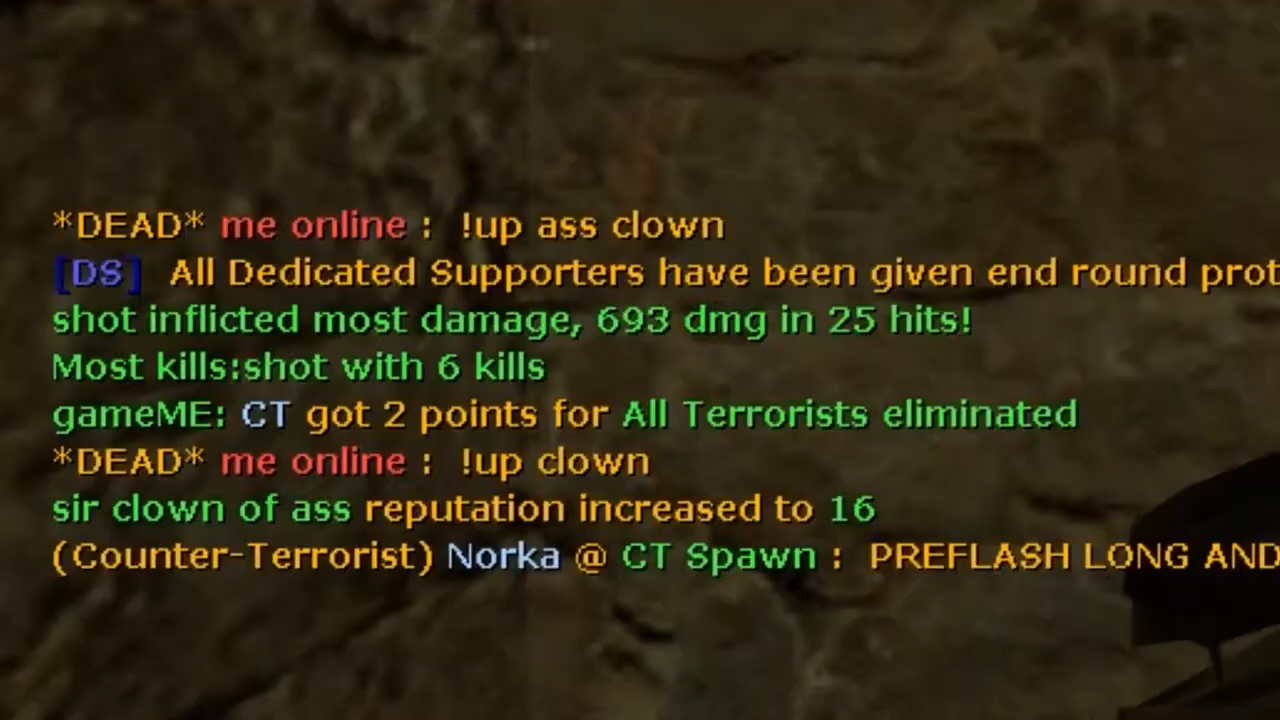 *DEAD* me online :  !up ass clown
[DS]  All Dedicated Supporters have been given end round prot
shot inflicted most damage, 693 dmg in 25 hits!
Most kills:shot with 6 kills
gameME: CT got 2 points for All Terrorists eliminated
*DEAD* me online :  !up clown
sir clown of ass reputation increased to 16
(Counter-Terrorist) Norka @ CT Spawn :  PREFLASH LONG AND